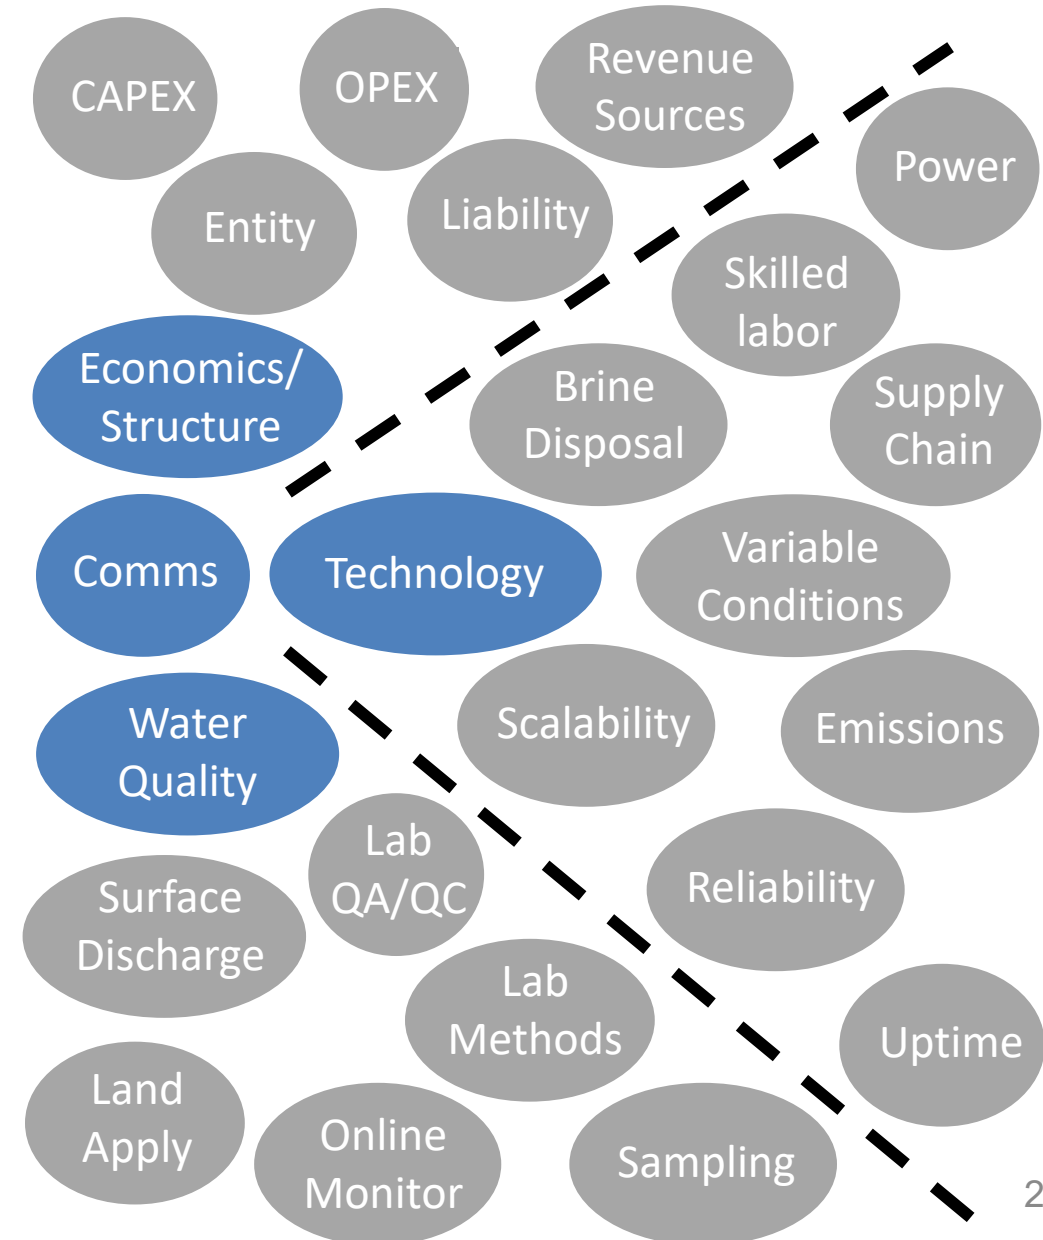 CAPEX
OPEX
Revenue
Sources
Power
Entity
Liability
Skilled
labor
Economics/
Structure
Brine
Disposal
Supply
Chain
Comms
Technology
Variable
Conditions
Water
Quality
Scalability
Emissions
Lab
QA/QC
Reliability
Surface
Discharge
Lab
Methods
Uptime
Land
Apply
Online
Monitor
Sampling
2